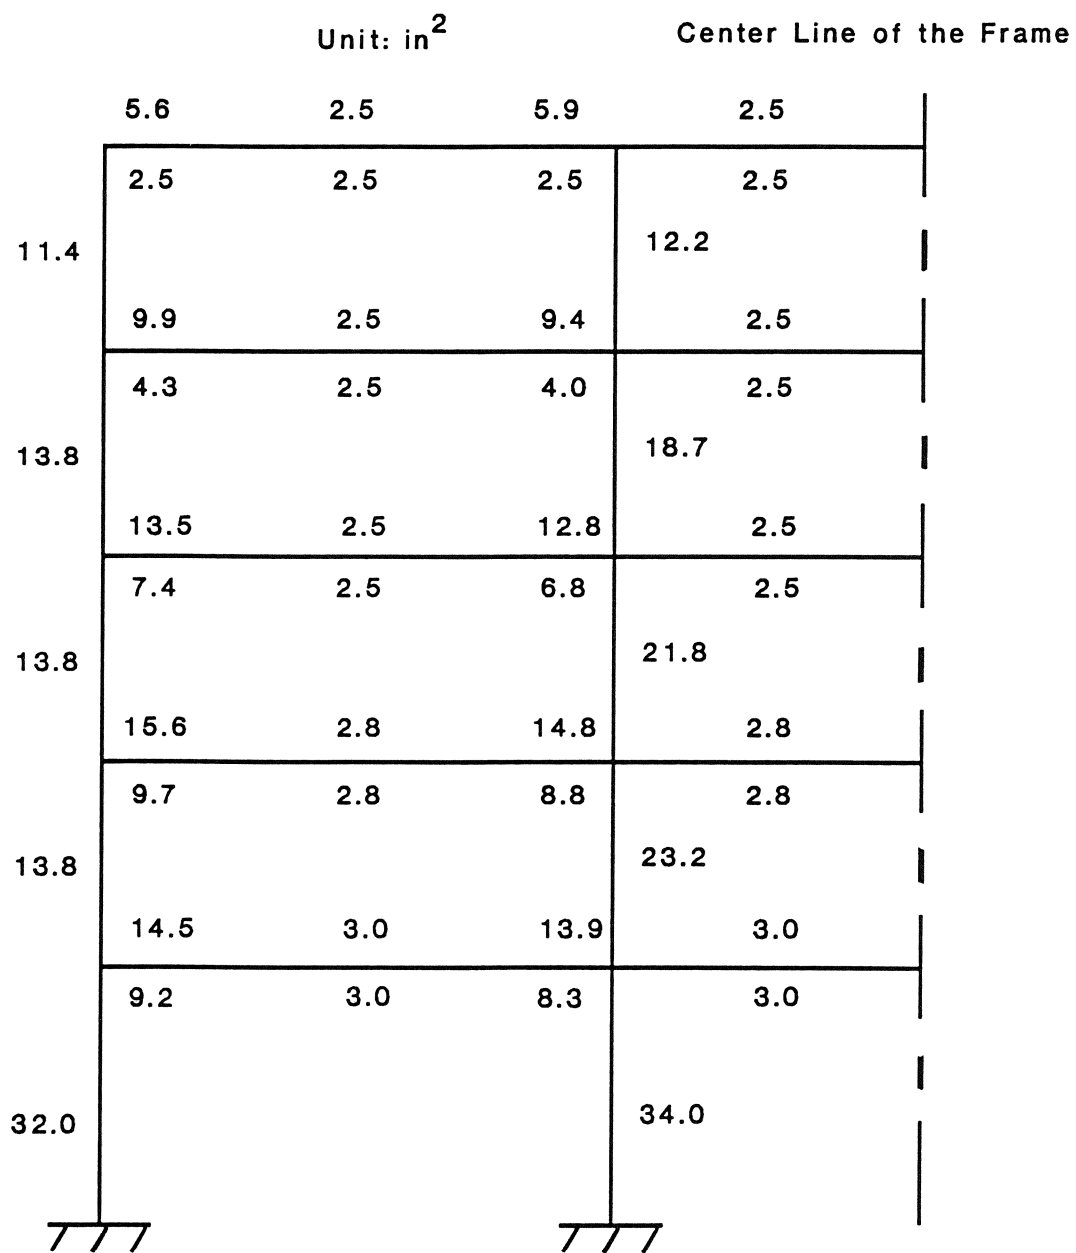 Unit: in2 Center Line of the Frame
5.6 2.5 5.9 2.5
2.5 2.5 2.5 2.5
11.4 12.2
9.9 2.5 9.4 2.5
4.3 2.5 4.0 2.5
13.8 18.7
13.5 2.5 12.8 2.5
7.4 2.5 6.8 2.5
13.8 21.8
15.6 2.8 14.8 2.8
9.7 2.8 8.8 2.8
13.8 23.2
14.5 3.0 13.9 3.0
9.2 3.0 8.3 3.0
32.0 34.0